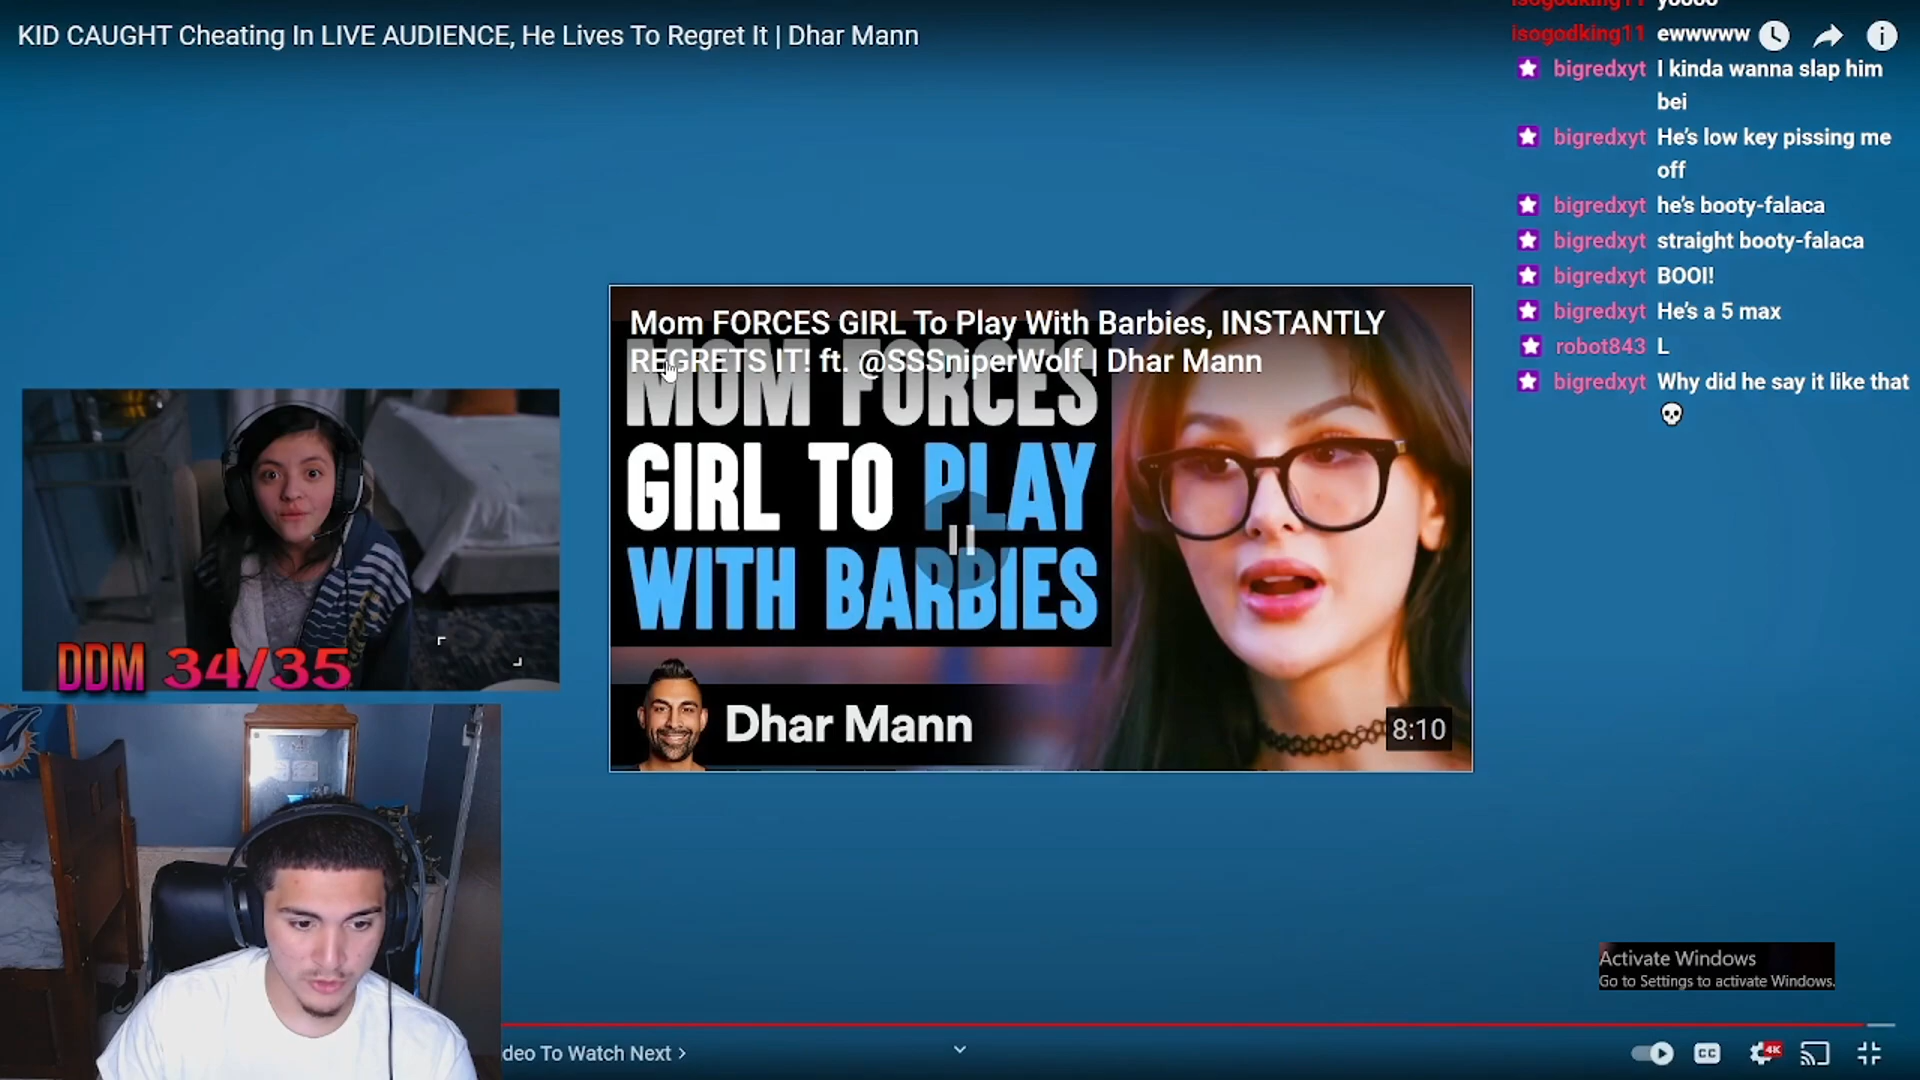 KID CAUGHT Cheating In LIVE AUDIENCE, He Lives To Regret It | Dhar Mann
isogodking11 yoooo
isogodking11 ewwwww
bigredxyt I kinda wanna slap him
bei
bigredxyt He's low key pissing me
off
bigredxyt he's booty-falaca
bigredxyt straight booty-falaca
bigredxyt BOOI!
bigredxyt He's a 5 max
robot843 L
bigredxyt Why did he say it like that
💀
Mom FORCES GIRL To Play With Barbies, INSTANTLY
REGRETS IT! ft. @SSSniperWolf | Dhar Mann
MOM FORCES
GIRL TO PLAY
WITH BARBIES
Dhar Mann
8:10
DDM 34/35
Activate Windows
Go to Settings to activate Windows.
deo To Watch Next >
CC
4K